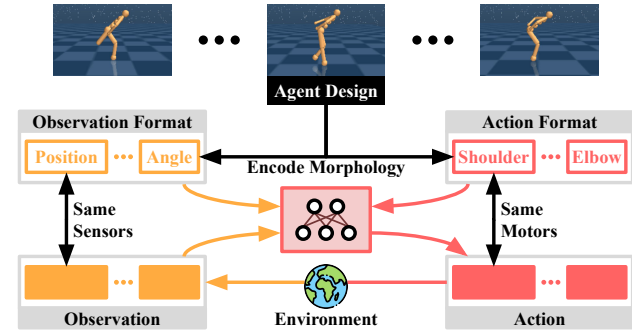 Agent Design
Observation Format
Action Format
Position
Angle
Encode Morphology
Shoulder
Elbow
Same
Sensors
Same
Motors
Observation
Environment
Action